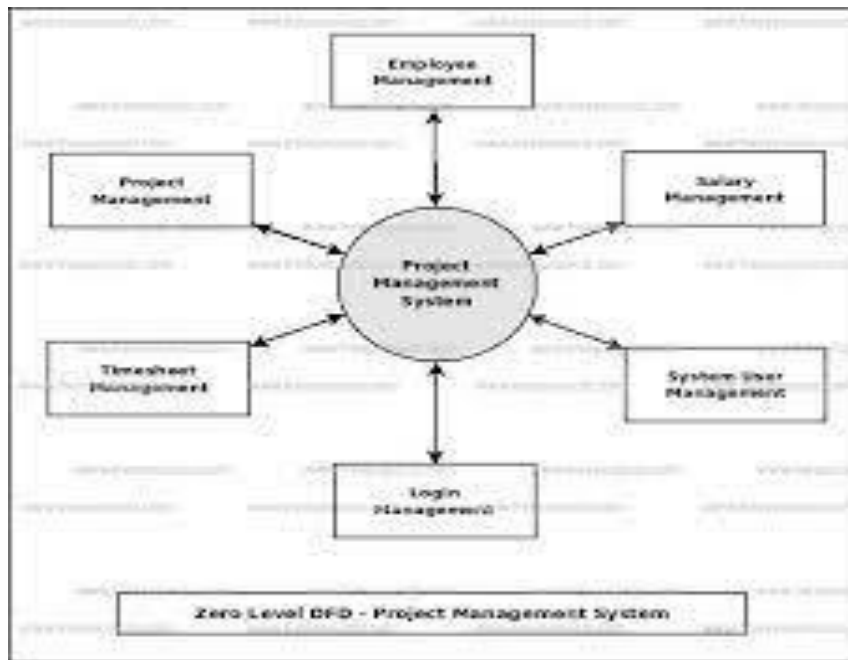 Employee
Management
Project
Management
Salary
Management
Project
Management
System
Timesheet
Management
System User
Management
Login
Management
Zero Level DFD - Project Management System